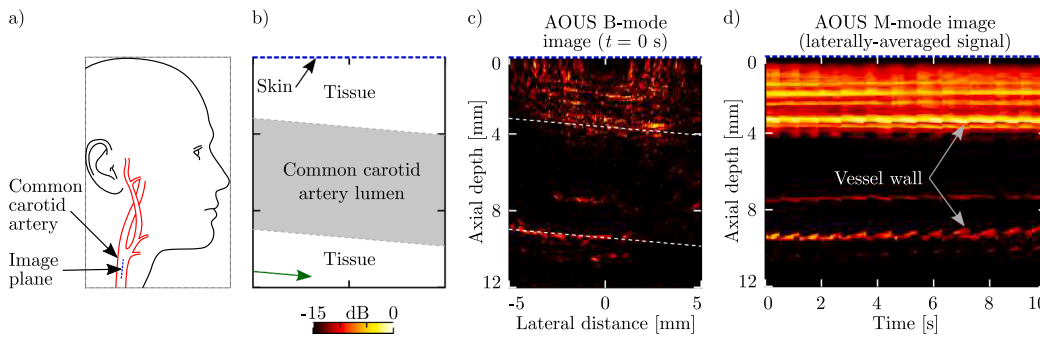 a)
Common
carotid
artery
Image
plane
b)
Skin
Tissue
Common carotid
artery lumen
Tissue
-15 dB 0
c)
AOUS B-mode
image (t = 0 s)
Axial depth [mm]
0
4
8
12
-5 0 5
Lateral distance [mm]
d)
AOUS M-mode image
(laterally-averaged signal)
Axial depth [mm]
0
4
8
12
Vessel wall
0 2 4 6 8 10
Time [s]